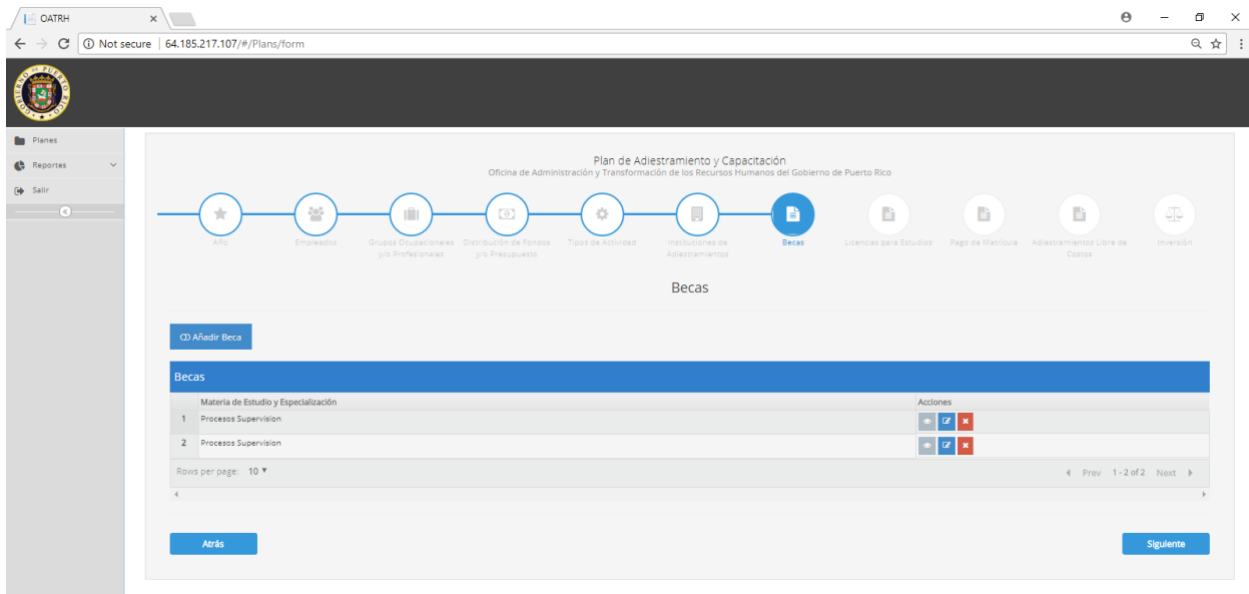 OATRH
Not secure | 64.185.217.107/#/Plans/form
GOBIERNO DE PUERTO RICO
Planes
Reportes
Salir
Plan de Adiestramiento y Capacitación
Oficina de Administración y Transformación de los Recursos Humanos del Gobierno de Puerto Rico
Año
Empleados
Grupos Ocupacionales
y/o Profesionales
Distribución de Fondos
y/o Presupuesto
Tipos de Actividad
Instituciones de
Adiestramientos
Becas
Licencias para Estudios
Pago de Matrícula
Adiestramientos Libre de
Costos
Inversión
Becas
Añadir Beca
Becas
Materia de Estudio y Especialización Acciones
1 Procesos Supervision
2 Procesos Supervision
Rows per page: 10 Prev 1 - 2 of 2 Next
Atrás Siguiente